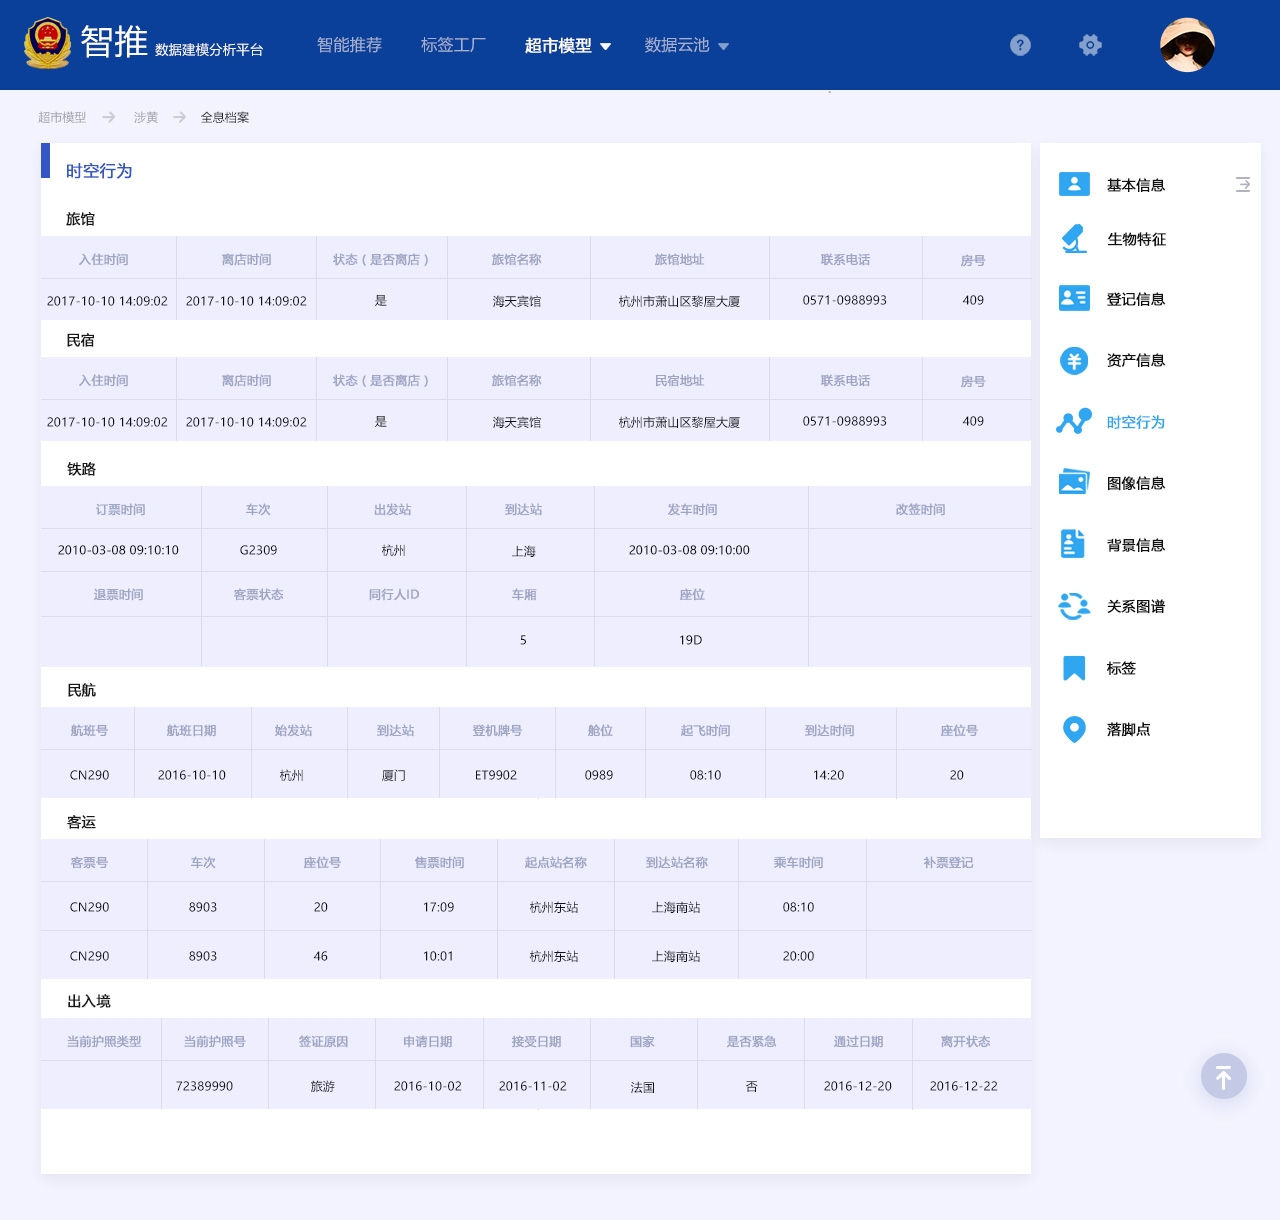 智推 数据建模分析平台 智能推荐 标签工厂 超市模型 数据云池 ?
超市模型 涉黄 全息档案
时空行为
旅馆
入住时间 离店时间 状态（是否离店） 旅馆名称 旅馆地址 联系电话 房号
2017-10-10 14:09:02 2017-10-10 14:09:02 是 海天宾馆 杭州市萧山区黎屋大厦 0571-0988993 409
民宿
入住时间 离店时间 状态（是否离店） 旅馆名称 民宿地址 联系电话 房号
2017-10-10 14:09:02 2017-10-10 14:09:02 是 海天宾馆 杭州市萧山区黎屋大厦 0571-0988993 409
铁路
订票时间 车次 出发站 到达站 发车时间 改签时间
2010-03-08 09:10:10 G2309 杭州 上海 2010-03-08 09:10:00
退票时间 客票状态 同行人ID 车厢 座位
5 19D
民航
航班号 航班日期 始发站 到达站 登机牌号 舱位 起飞时间 到达时间 座位号
CN290 2016-10-10 杭州 厦门 ET9902 0989 08:10 14:20 20
客运
客票号 车次 座位号 售票时间 起点站名称 到达站名称 乘车时间 补票登记
CN290 8903 20 17:09 杭州东站 上海南站 08:10
CN290 8903 46 10:01 杭州东站 上海南站 20:00
出入境
当前护照类型 当前护照号 签证原因 申请日期 接受日期 国家 是否紧急 通过日期 离开状态
72389990 旅游 2016-10-02 2016-11-02 法国 否 2016-12-20 2016-12-22
基本信息
生物特征
登记信息
资产信息
时空行为
图像信息
背景信息
关系图谱
标签
落脚点